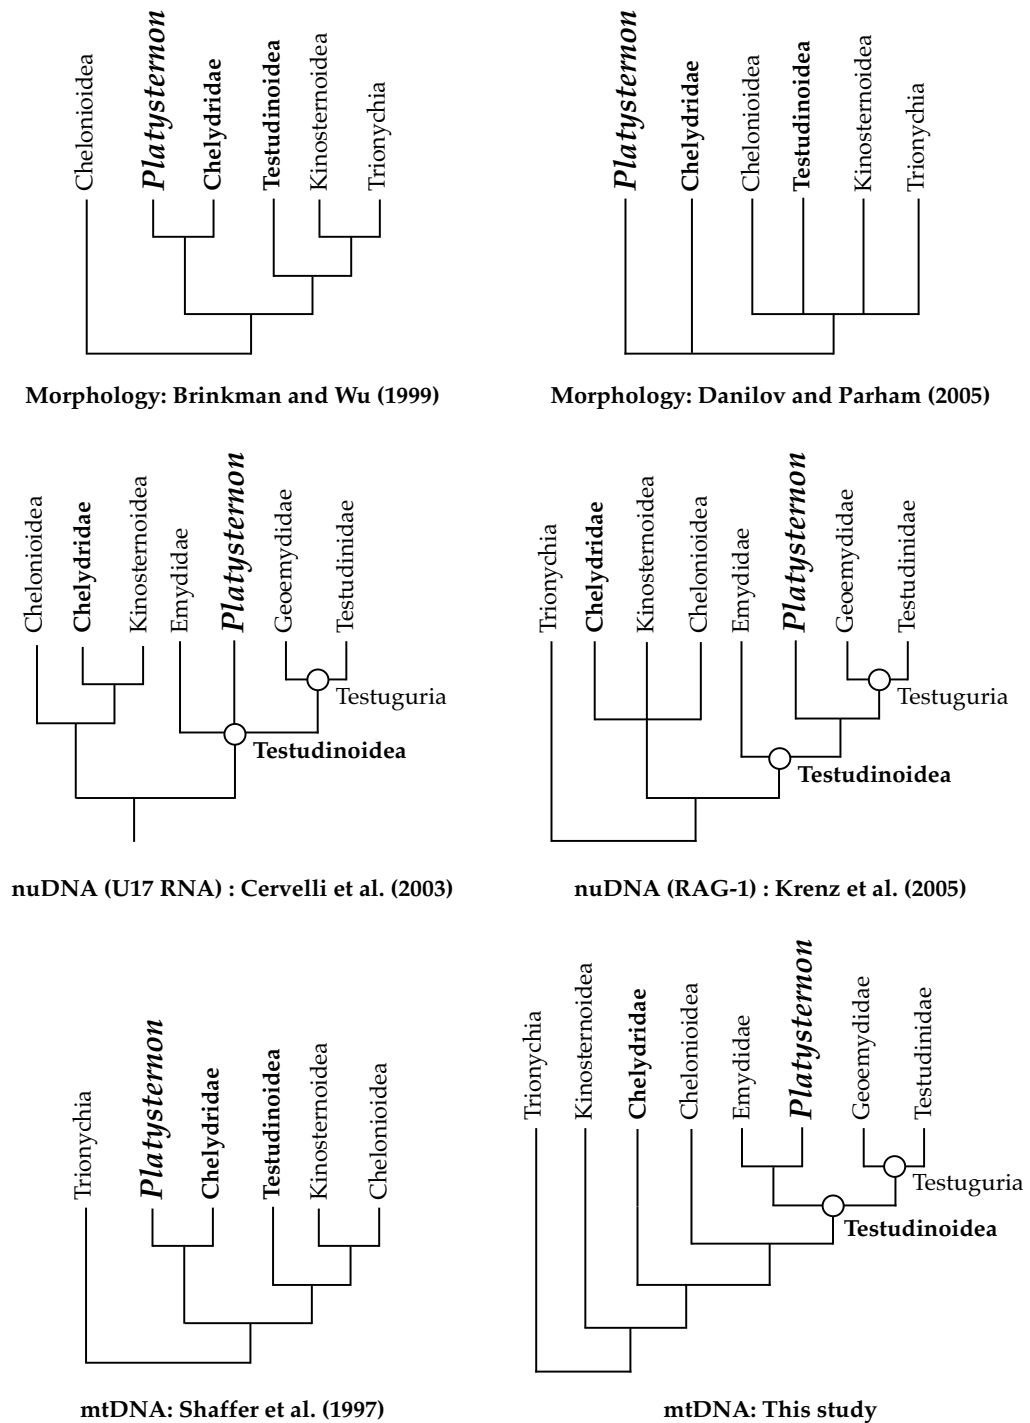 Chelonioidea
Platysternon
Chelydridae
Testudinoidea
Kinosternoidea
Trionychia
Morphology: Brinkman and Wu (1999)
Platysternon
Chelydridae
Chelonioidea
Testudinoidea
Kinosternoidea
Trionychia
Morphology: Danilov and Parham (2005)
Chelonioidea
Chelydridae
Kinosternoidea
Emydidae
Platysternon
Geoemydidae
Testudinidae
Testuguria
Testudinoidea
nuDNA (U17 RNA) : Cervelli et al. (2003)
Trionychia
Chelydridae
Kinosternoidea
Chelonioidea
Emydidae
Platysternon
Geoemydidae
Testudinidae
Testuguria
Testudinoidea
nuDNA (RAG-1) : Krenz et al. (2005)
Trionychia
Platysternon
Chelydridae
Testudinoidea
Kinosternoidea
Chelonioidea
mtDNA: Shaffer et al. (1997)
Trionychia
Kinosternoidea
Chelydridae
Chelonioidea
Emydidae
Platysternon
Geoemydidae
Testudinidae
Testuguria
Testudinoidea
mtDNA: This study